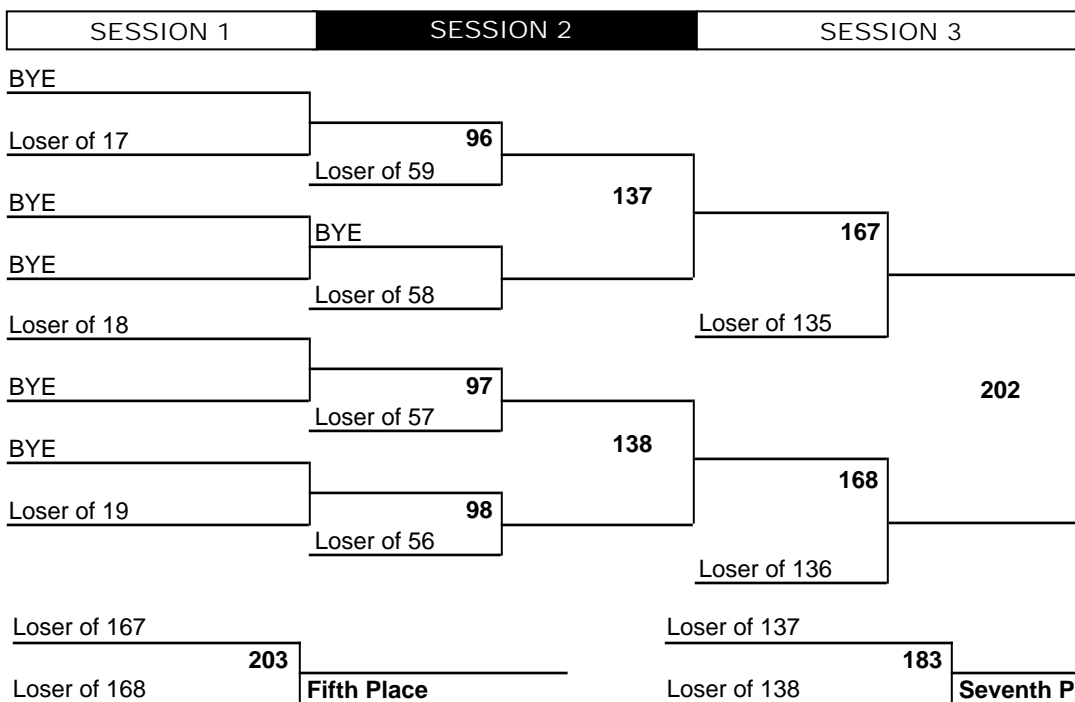 SESSION 1 SESSION 2 SESSION 3
BYE
Loser of 17 96
Loser of 59
137
BYE
BYE 167
BYE
Loser of 58
Loser of 18 Loser of 135
BYE 97 202
Loser of 57
138
BYE
168
Loser of 19 98
Loser of 56
Loser of 136
Loser of 167 Loser of 137
203 183
Loser of 168 Fifth Place Loser of 138 Seventh P